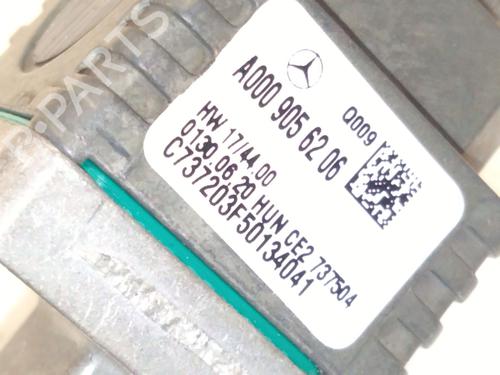 A000 905 62 06
Q009
HW 17/44 00
0130.06.20 HUN CE2 737504
C737203F50134041
B-PARTS